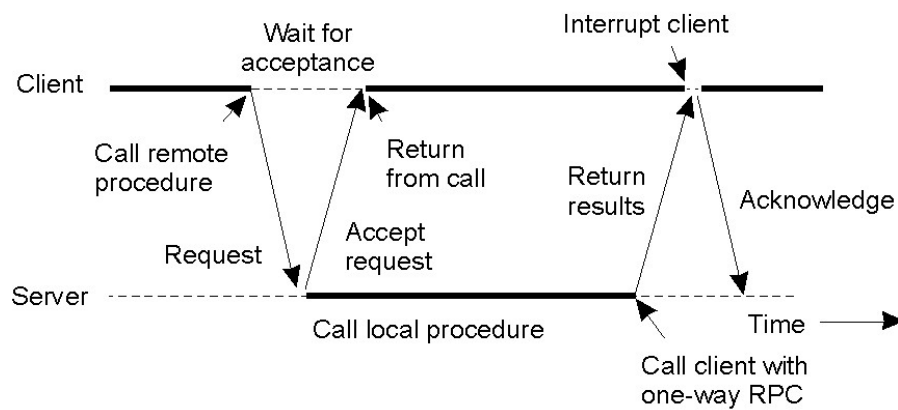 Interrupt client
Wait for
acceptance
Client
Call remote
procedure
Return
from call
Return
results
Acknowledge
Request
Accept
request
Server
Call local procedure
Time
Call client with
one-way RPC